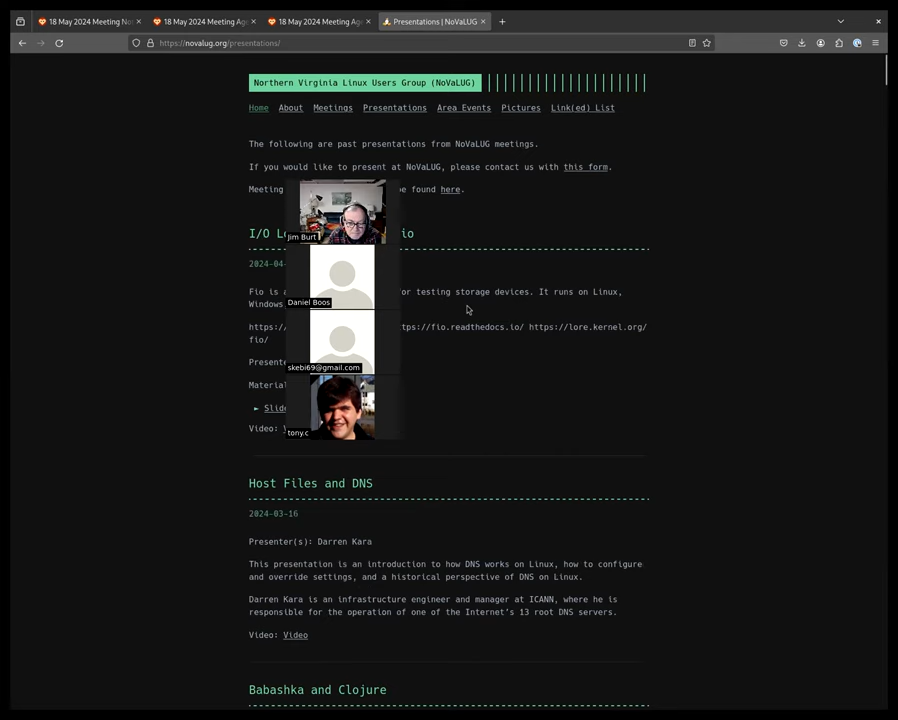 18 May 2024 Meeting No
18 May 2024 Meeting Age
18 May 2024 Meeting Age
Presentations | NoVaLUG
https://novalug.org/presentations/
Northern Virginia Linux Users Group (NoVaLUG)
Home About Meetings Presentations Area Events Pictures Link(ed) List
The following are past presentations from NoVaLUG meetings.
If you would like to present at NoVaLUG, please contact us with this form.
Meeting be found here.
Jim Burt
I/O Lo io
2024-04-
Fio is a for testing storage devices. It runs on Linux,
Windows
Daniel Boos
https:/ tps://fio.readthedocs.io/ https://lore.kernel.org/
fio/
Presente
skebi69@gmail.com
Material
► Slide
Video: V
tony.c
Host Files and DNS
2024-03-16
Presenter(s): Darren Kara
This presentation is an introduction to how DNS works on Linux, how to configure
and override settings, and a historical perspective of DNS on Linux.
Darren Kara is an infrastructure engineer and manager at ICANN, where he is
responsible for the operation of one of the Internet's 13 root DNS servers.
Video: Video
Babashka and Clojure